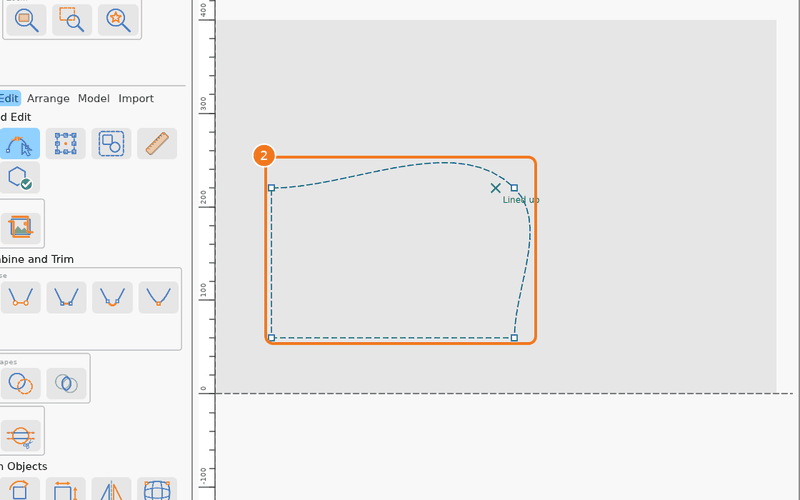 Edit Arrange Model Import
d Edit
bine and Trim
apes
n Objects
400
300
200
100
0
-100
2
Lined up